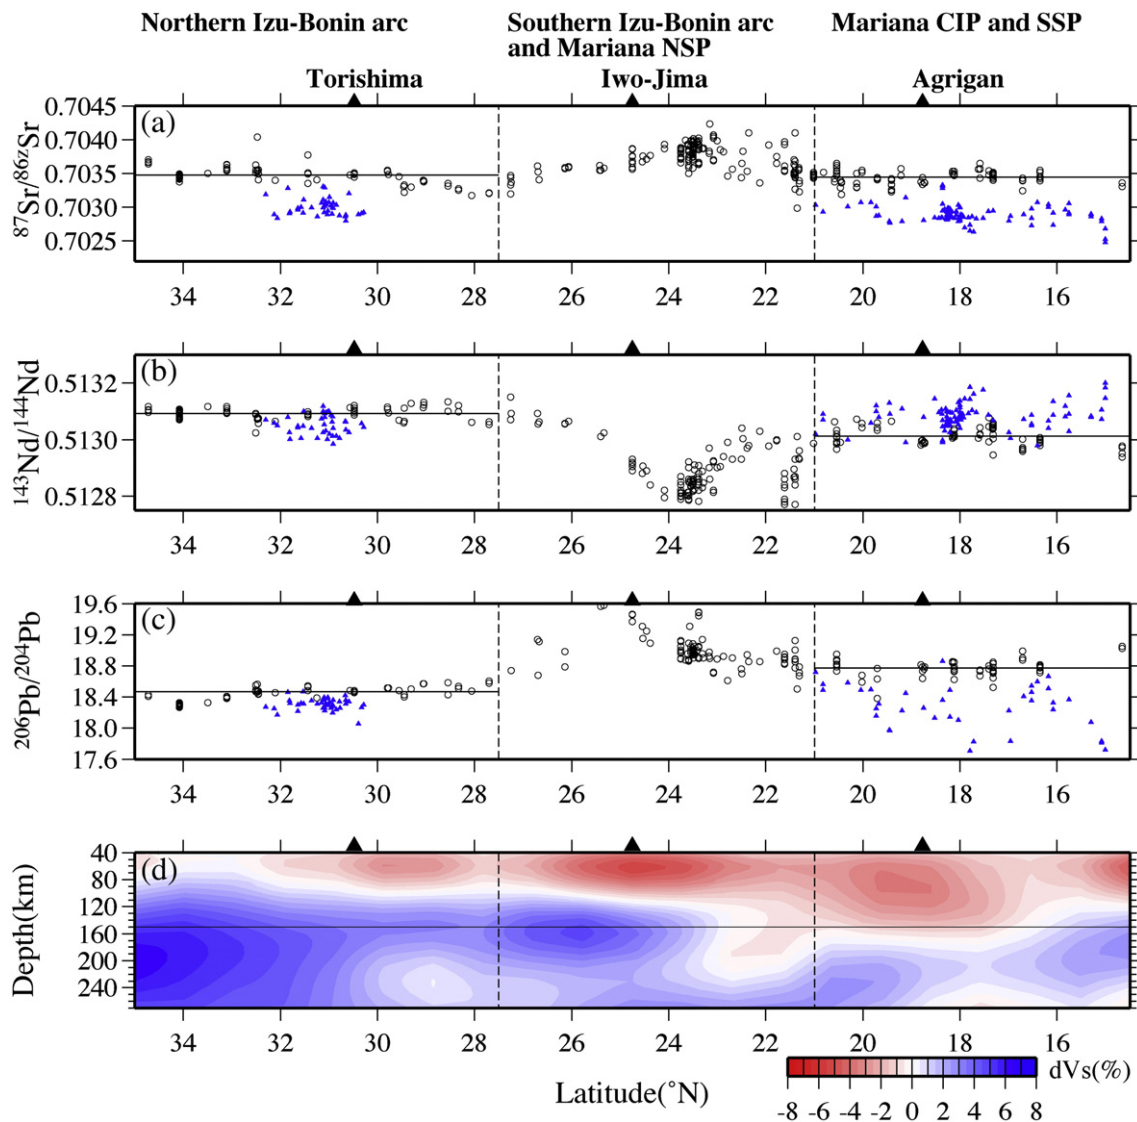 Northern Izu-Bonin arc
Southern Izu-Bonin arc
and Mariana NSP
Mariana CIP and SSP
Torishima
Iwo-Jima
Agrigan
(a)
87Sr/86zSr
0.7045
0.7040
0.7035
0.7030
0.7025
34 32 30 28 26 24 22 20 18 16
(b)
143Nd/144Nd
0.5132
0.5130
0.5128
34 32 30 28 26 24 22 20 18 16
(c)
206Pb/204Pb
19.6
19.2
18.8
18.4
18.0
17.6
34 32 30 28 26 24 22 20 18 16
(d)
Depth(km)
40
80
120
160
200
240
34 32 30 28 26 24 22 20 18 16
Latitude(˚N)
dVs(%)
-8 -6 -4 -2 0 2 4 6 8